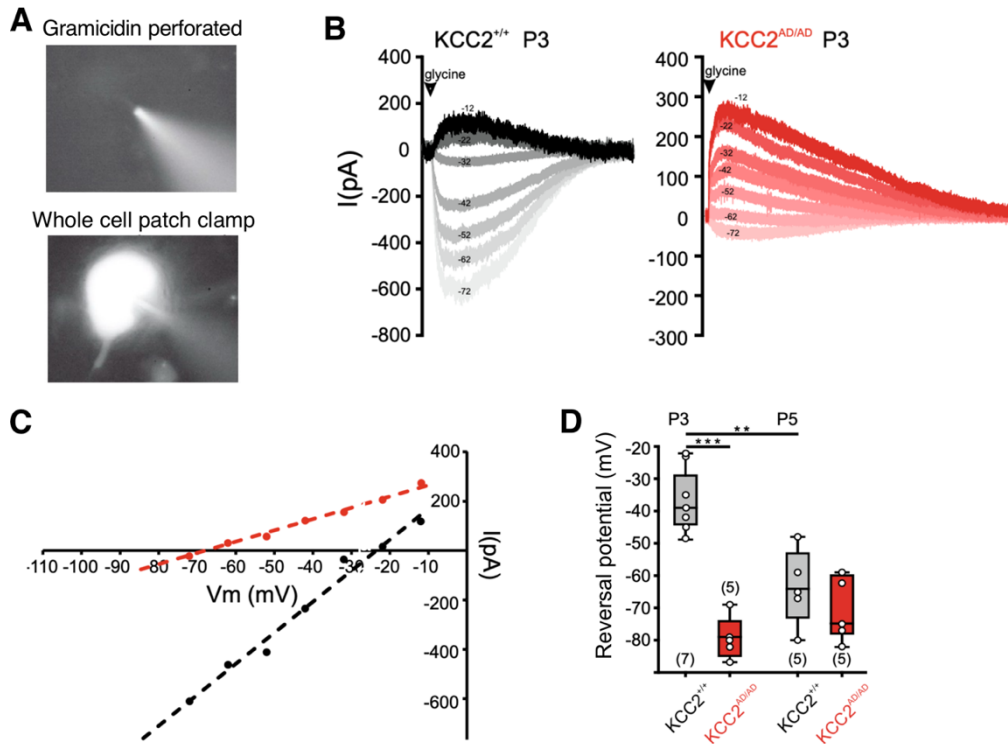 A
Gramicidin perforated
Whole cell patch clamp
B
KCC2+/+ P3
KCC2AD/AD P3
glycine
400
200
0
-200
-400
-600
-800
I(pA)
-12
-22
-32
-42
-52
-62
-72
glycine
400
300
200
100
0
-100
-200
-300
-12
-22
-32
-42
-52
-62
-72
C
400
200
-200
-400
-600
I(pA)
-110 -100 -90 -80 -70 -60 -50 -40 -30 -20 -10
Vm (mV)
D
P3 P5
**
***
Reversal potential (mV)
-20
-30
-40
-50
-60
-70
-80
(7)
(5)
(5)
(5)
KCC2+/+
KCC2AD/AD
KCC2+/+
KCC2AD/AD